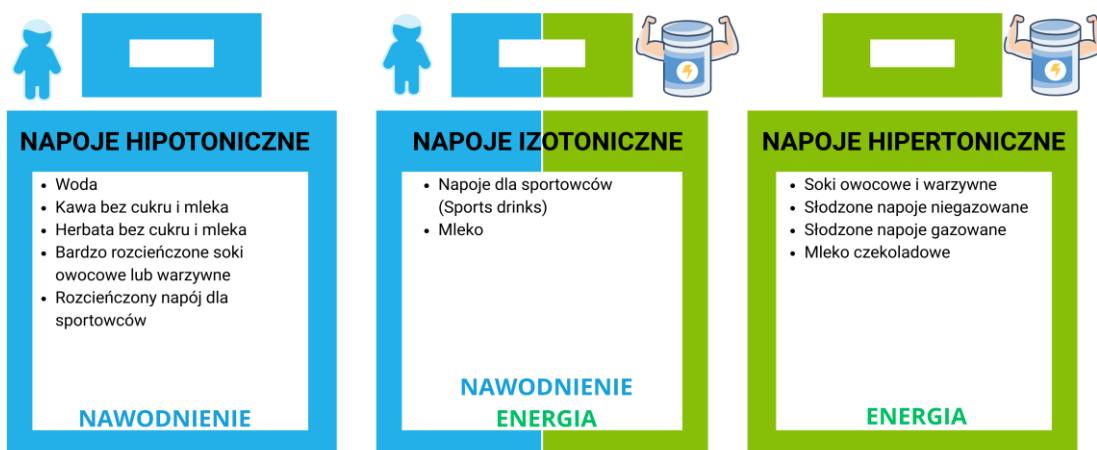 NAPOJE HIPOTONICZNE
• Woda
• Kawa bez cukru i mleka
• Herbata bez cukru i mleka
• Bardzo rozcieńczone soki
owocowe lub warzywne
• Rozcieńczony napój dla
sportowców
NAWODNIENIE
NAPOJE IZOTONICZNE
• Napoje dla sportowców
(Sports drinks)
• Mleko
NAWODNIENIE
ENERGIA
NAPOJE HIPERTONICZNE
• Soki owocowe i warzywne
• Słodzone napoje niegazowane
• Słodzone napoje gazowane
• Mleko czekoladowe
ENERGIA